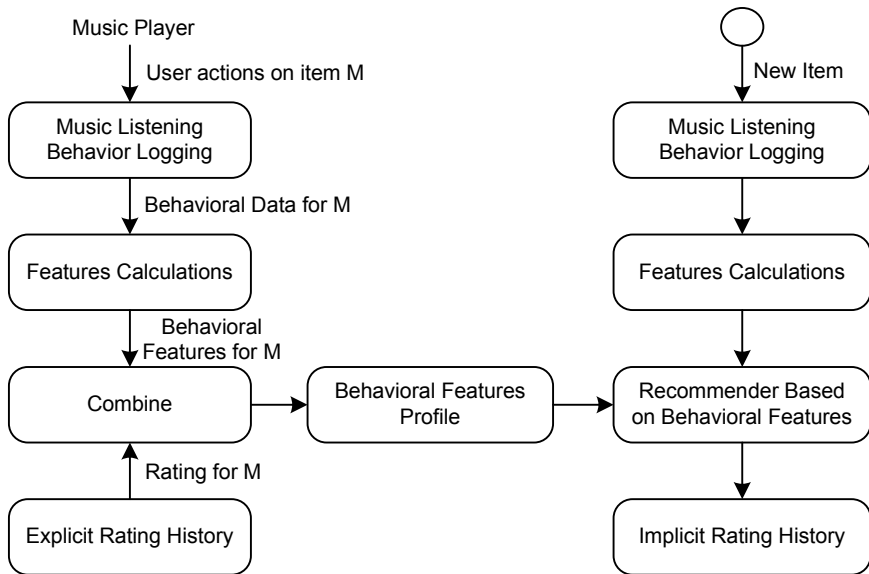 Music Player
User actions on item M
Music Listening
Behavior Logging
Behavioral Data for M
Features Calculations
Behavioral
Features for M
Combine
Rating for M
Explicit Rating History
Behavioral Features
Profile
New Item
Music Listening
Behavior Logging
Features Calculations
Recommender Based
on Behavioral Features
Implicit Rating History